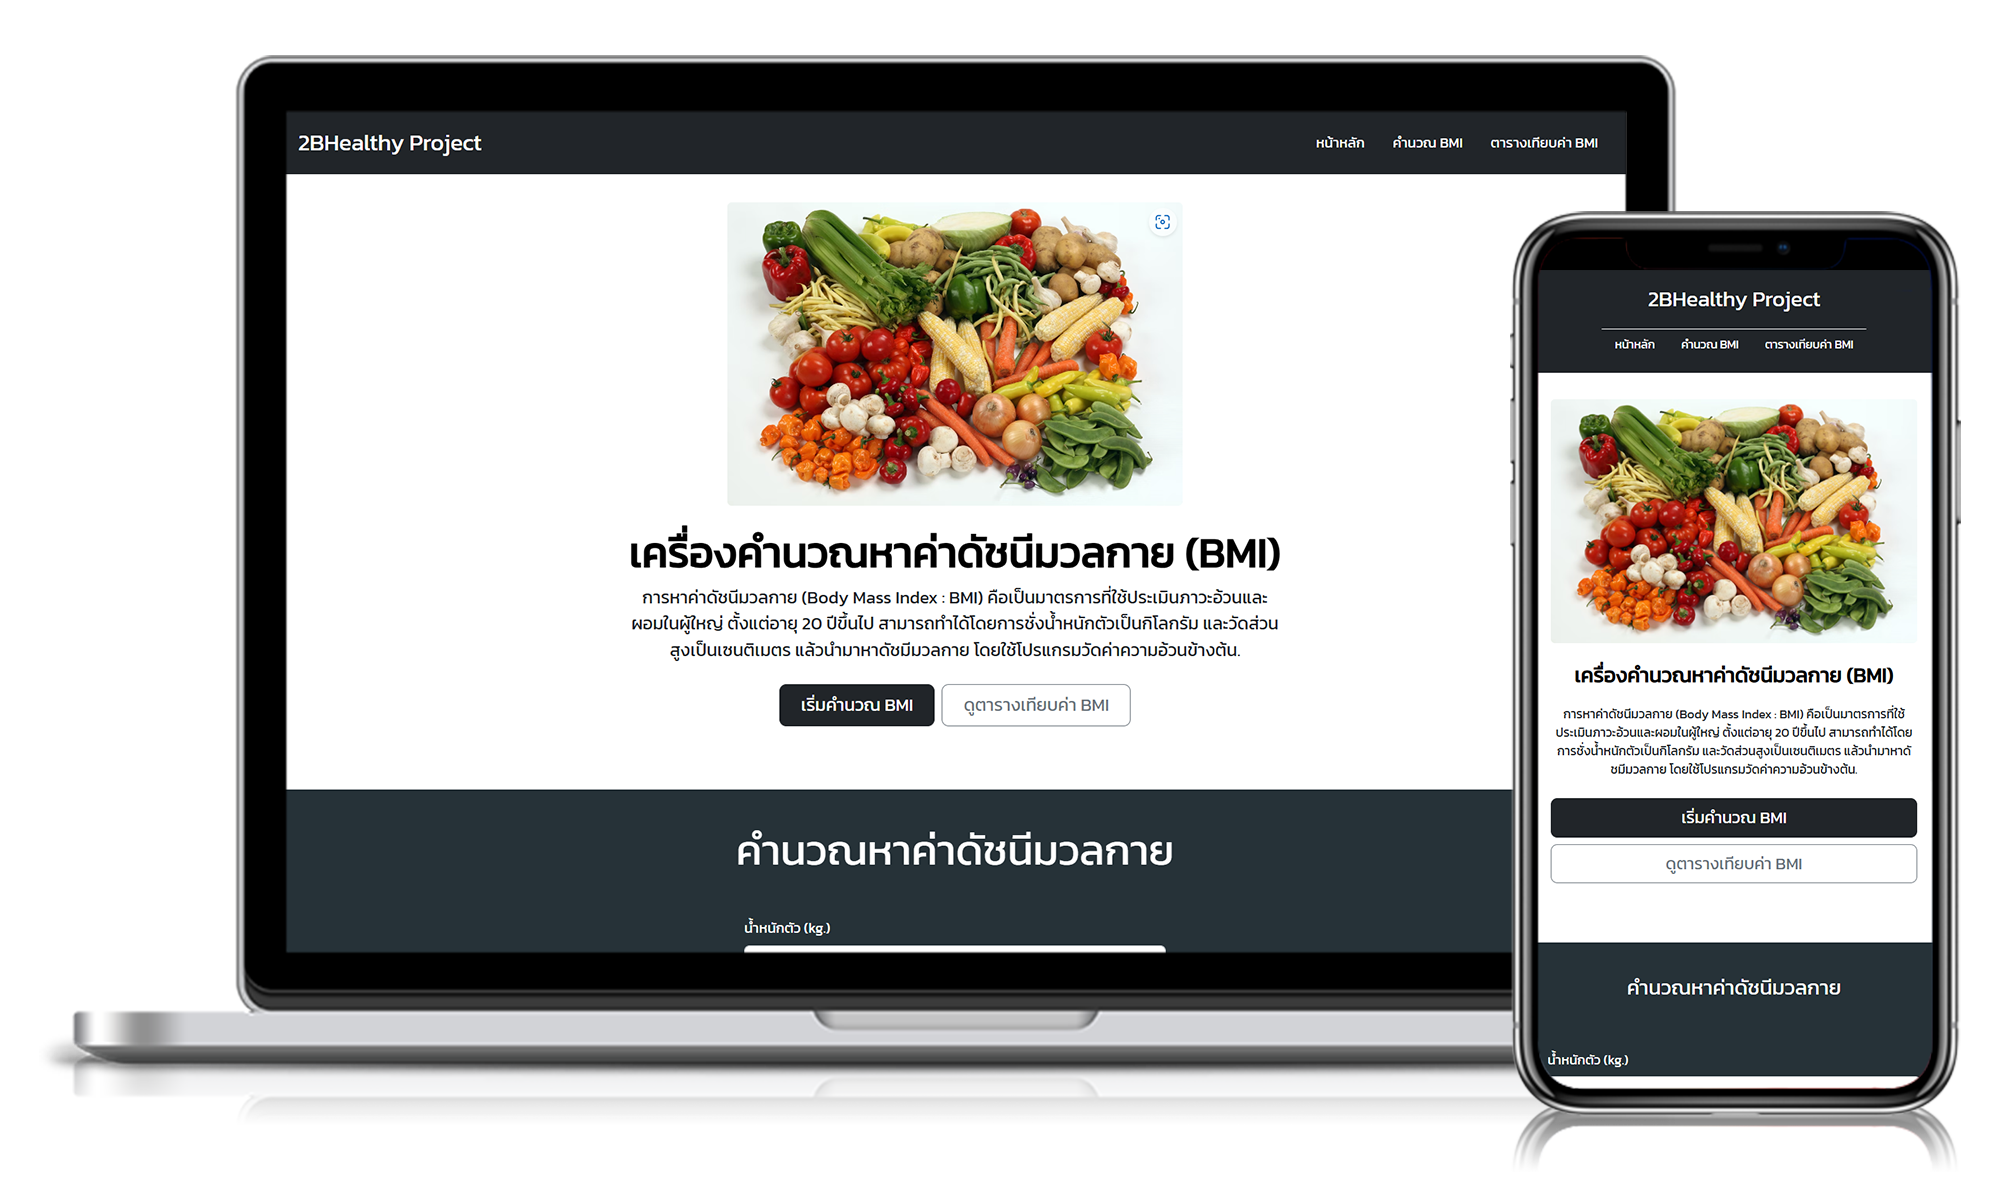 2BHealthy Project
หน้าหลัก คำนวณ BMI ตารางเทียบค่า BMI
เครื่องคำนวณหาค่าดัชนีมวลกาย (BMI)
การหาค่าดัชนีมวลกาย (Body Mass Index : BMI) คือเป็นมาตรการที่ใช้ประเมินภาวะอ้วนและ
ผอมในผู้ใหญ่ ตั้งแต่อายุ 20 ปีขึ้นไป สามารถทำได้โดยการชั่งน้ำหนักตัวเป็นกิโลกรัม และวัดส่วน
สูงเป็นเซนติเมตร แล้วนำมาหาดัชมีมวลกาย โดยใช้โปรแกรมวัดค่าความอ้วนข้างต้น.
เริ่มคำนวณ BMI ดูตารางเทียบค่า BMI
คำนวณหาค่าดัชนีมวลกาย
น้ำหนักตัว (kg.)
2BHealthy Project
หน้าหลัก คำนวณ BMI ตารางเทียบค่า BMI
เครื่องคำนวณหาค่าดัชนีมวลกาย (BMI)
การหาค่าดัชนีมวลกาย (Body Mass Index : BMI) คือเป็นมาตรการที่ใช้
ประเมินภาวะอ้วนและผอมในผู้ใหญ่ ตั้งแต่อายุ 20 ปีขึ้นไป สามารถทำได้โดย
การชั่งน้ำหนักตัวเป็นกิโลกรัม และวัดส่วนสูงเป็นเซนติเมตร แล้วนำมาหาดั
ชมีมวลกาย โดยใช้โปรแกรมวัดค่าความอ้วนข้างต้น.
เริ่มคำนวณ BMI
ดูตารางเทียบค่า BMI
คำนวณหาค่าดัชนีมวลกาย
น้ำหนักตัว (kg.)